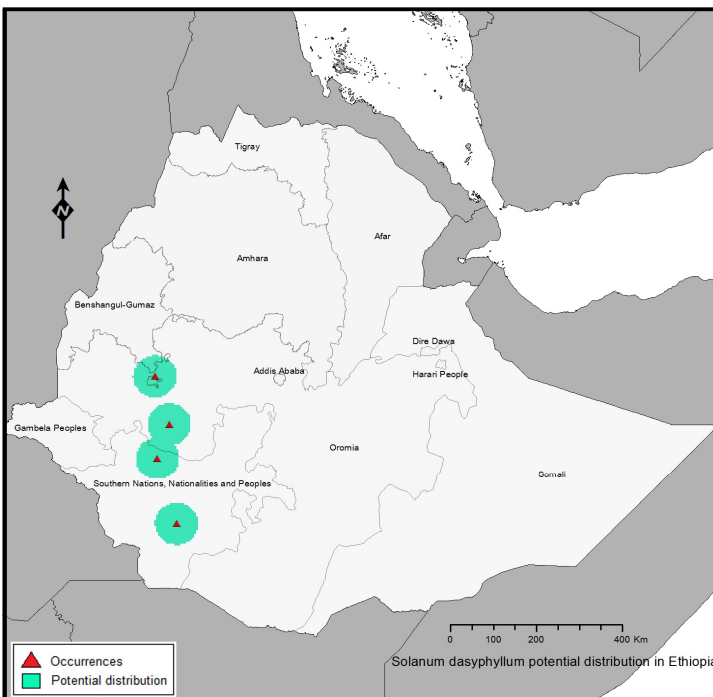 Tigray
N
Afar
Amhara
Benshangul-Gumaz
Dire Dawa
Addis Ababa
Harari People
Gambela Peoples
Oromia
Somali
Southern Nations, Nationalities and Peoples
0 100 200 400 Km
Solanum dasyphyllum potential distribution in Ethiopia
Occurrences
Potential distribution